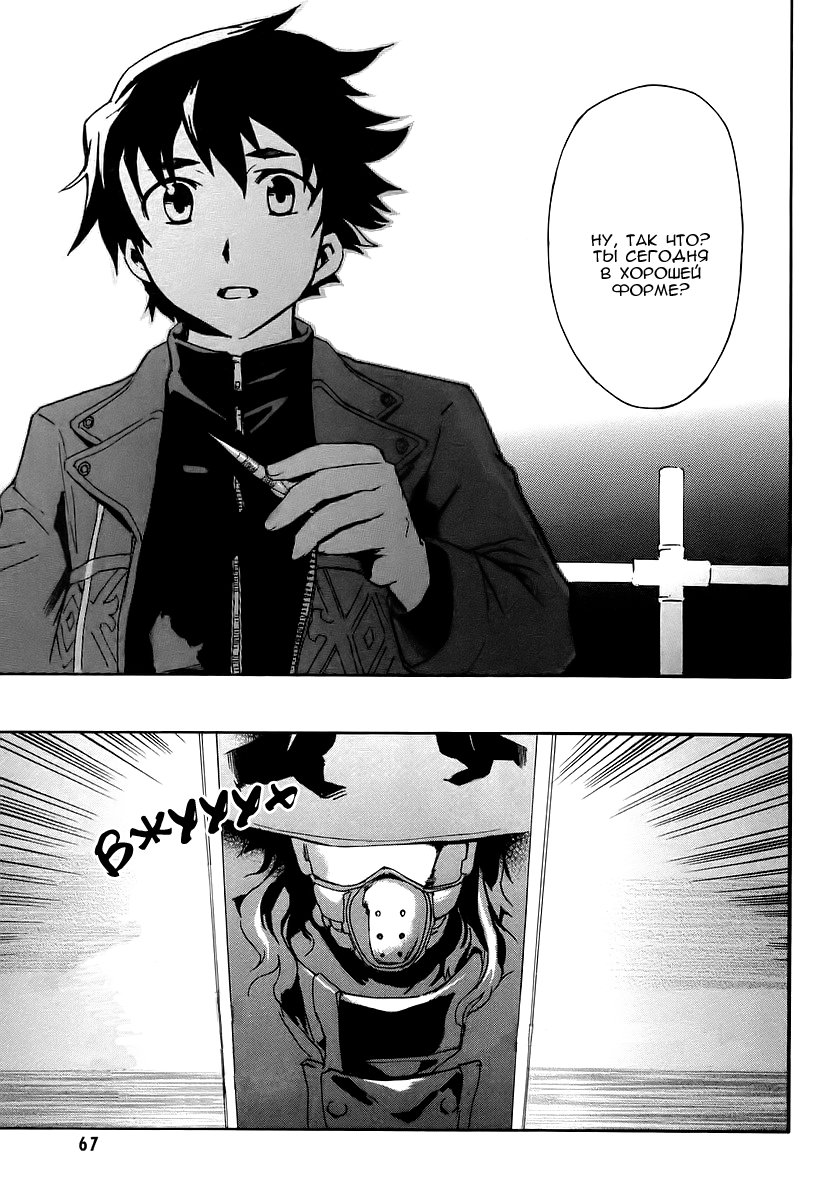 НУ, ТАК ЧТО?
ТЫ СЕГОДНЯ
В ХОРОШЕЙ
ФОРМЕ?
ВЖУУУХ
67